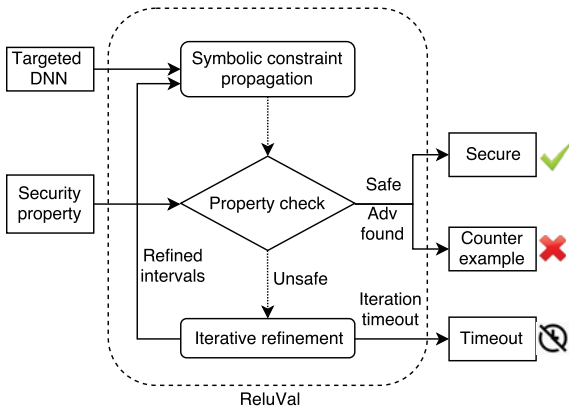 Targeted
DNN
Symbolic constraint
propagation
Security
property
Property check
Safe
Adv
found
Secure
Counter
example
Refined
intervals
Unsafe
Iteration
timeout
Iterative refinement
Timeout
ReluVal